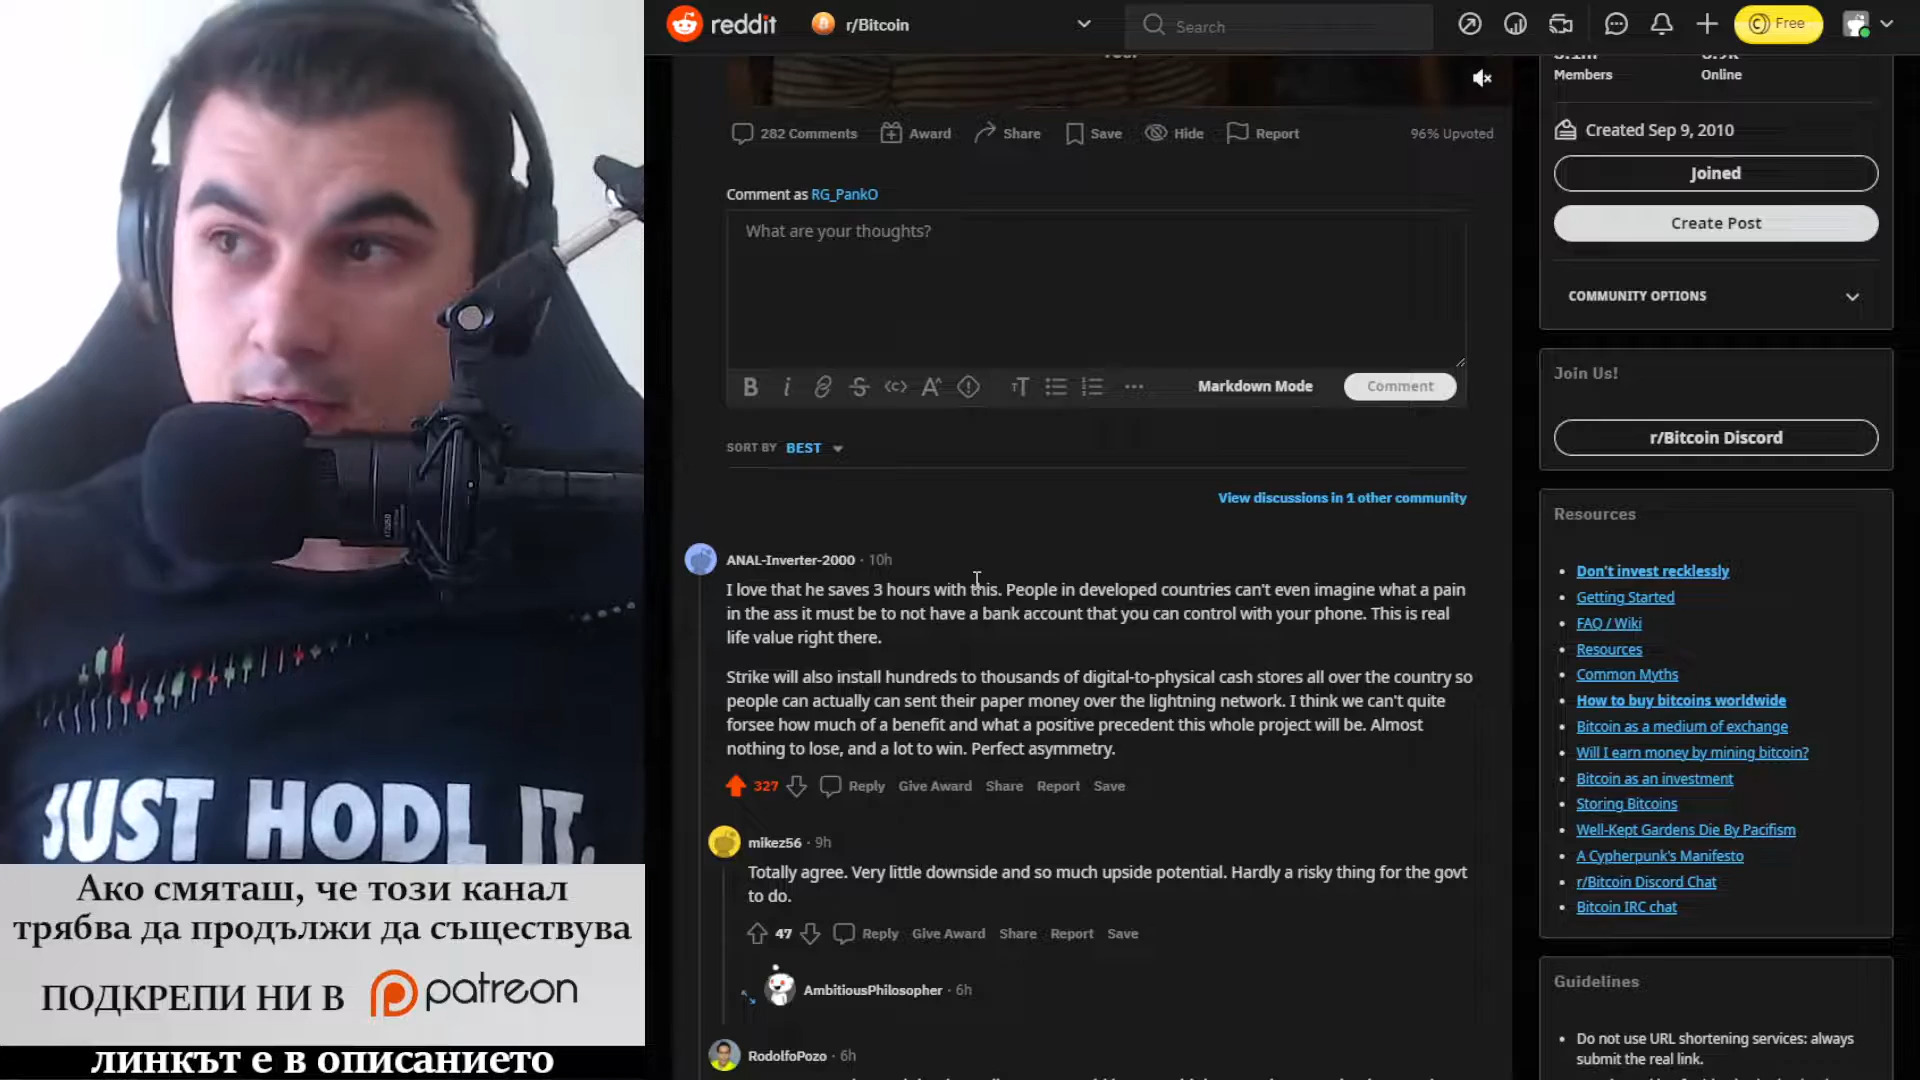 JUST HODL IT.
Ако смяташ, че този канал
трябва да продължи да съществува
ПОДКРЕПИ НИ В patreon
линкът е в описанието
reddit
r/Bitcoin
Search
Free
282 Comments
Award
Share
Save
Hide
Report
96% Upvoted
Comment as RG_PankO
What are your thoughts?
Markdown Mode
Comment
SORT BY BEST
View discussions in 1 other community
ANAL-Inverter-2000 · 10h
I love that he saves 3 hours with this. People in developed countries can't even imagine what a pain
in the ass it must be to not have a bank account that you can control with your phone. This is real
life value right there.
Strike will also install hundreds to thousands of digital-to-physical cash stores all over the country so
people can actually can sent their paper money over the lightning network. I think we can't quite
forsee how much of a benefit and what a positive precedent this whole project will be. Almost
nothing to lose, and a lot to win. Perfect asymmetry.
327 Reply Give Award Share Report Save
mikez56 · 9h
Totally agree. Very little downside and so much upside potential. Hardly a risky thing for the govt
to do.
47 Reply Give Award Share Report Save
AmbitiousPhilosopher · 6h
RodolfoPozo · 6h
Members
Online
Created Sep 9, 2010
Joined
Create Post
COMMUNITY OPTIONS
Join Us!
r/Bitcoin Discord
Resources
Don't invest recklessly
Getting Started
FAQ / Wiki
Resources
Common Myths
How to buy bitcoins worldwide
Bitcoin as a medium of exchange
Will I earn money by mining bitcoin?
Bitcoin as an investment
Storing Bitcoins
Well-Kept Gardens Die By Pacifism
A Cypherpunk's Manifesto
r/Bitcoin Discord Chat
Bitcoin IRC chat
Guidelines
Do not use URL shortening services: always
submit the real link.